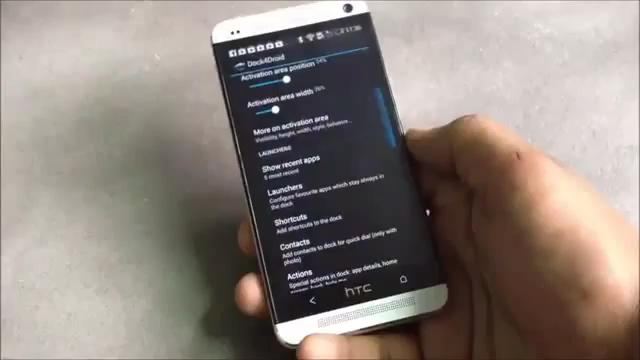 Dock4Droid
Activation area position 54%
Activation area width 26%
More on activation area
Visibility, height, width, style, behavior...
LAUNCHERS
Show recent apps
5 most recent
Launchers
Configure favourite apps which stay always in
the dock
Shortcuts
Add shortcuts to the dock
Contacts
Add contacts to dock for quick dial (only with
photo)
Actions
Special actions in dock: app details, home
hTC